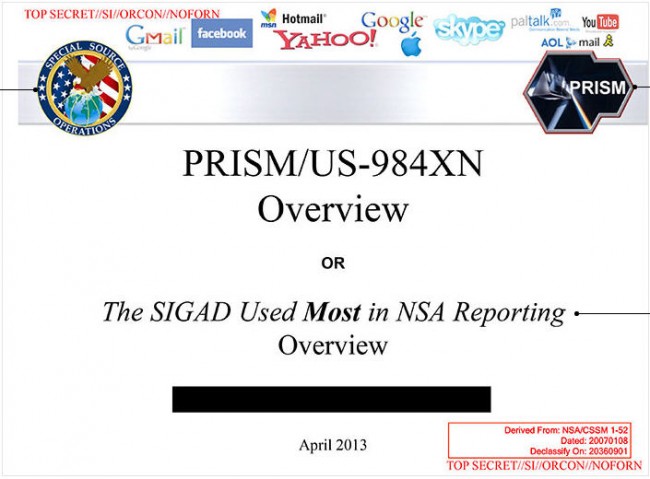 TOP SECRET//SI//ORCON//NOFORN
Gmail
facebook
msn Hotmail
YAHOO!
Google
skype
paltalk.com
YouTube
AOL mail
SPECIAL SOURCE OPERATIONS
PRISM
PRISM/US-984XN
Overview
OR
The SIGAD Used Most in NSA Reporting
Overview
April 2013
Derived From: NSA/CSSM 1-52
Dated: 20070108
Declassify On: 20360901
TOP SECRET//SI//ORCON//NOFORN